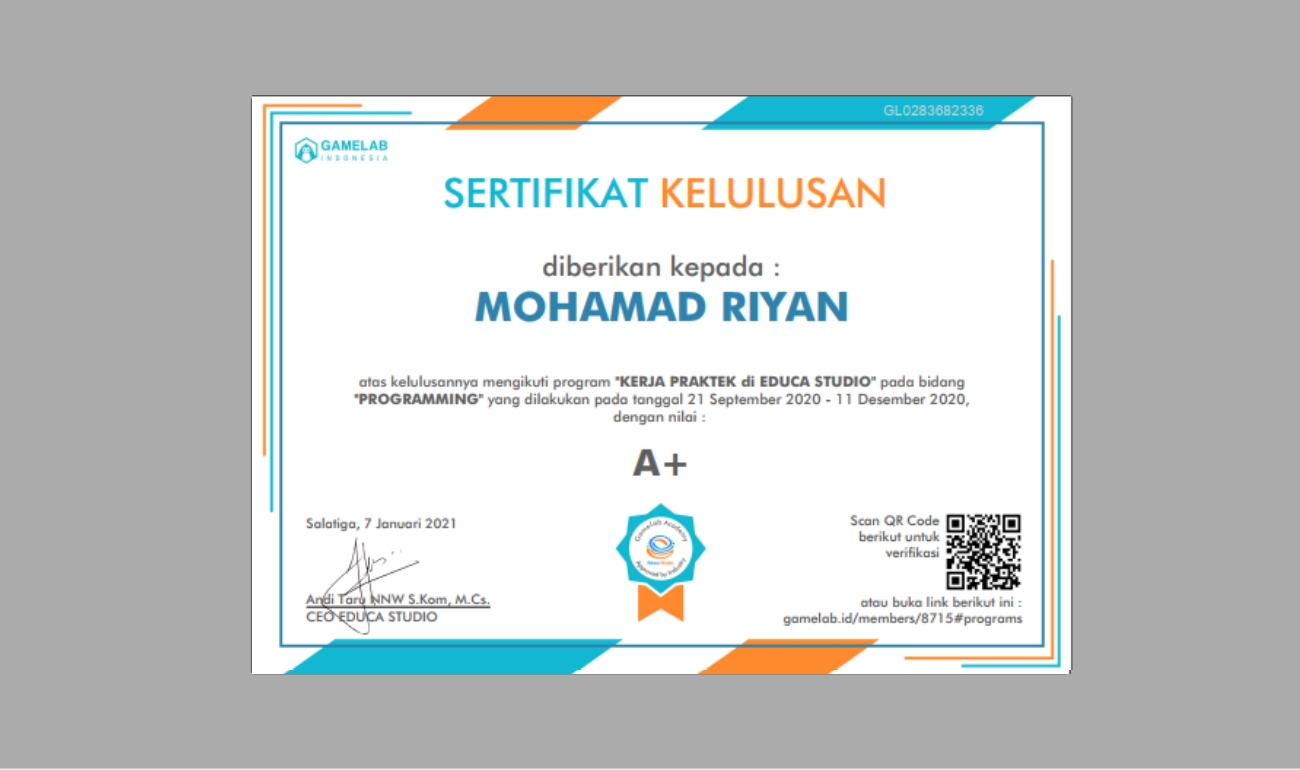 GL0283682336
GAMELAB
INDONESIA
SERTIFIKAT KELULUSAN
diberikan kepada :
MOHAMAD RIYAN
atas kelulusannya mengikuti program "KERJA PRAKTEK di EDUCA STUDIO" pada bidang
"PROGRAMMING" yang dilakukan pada tanggal 21 September 2020 - 11 Desember 2020,
dengan nilai :
A+
Salatiga, 7 Januari 2021
Andi Taru NNW S.Kom, M.Cs.
CEO EDUCA STUDIO
GameLab Academy
Approved by Industry
Scan QR Code
berikut untuk
verifikasi
atau buka link berikut ini :
gamelab.id/members/8715#programs